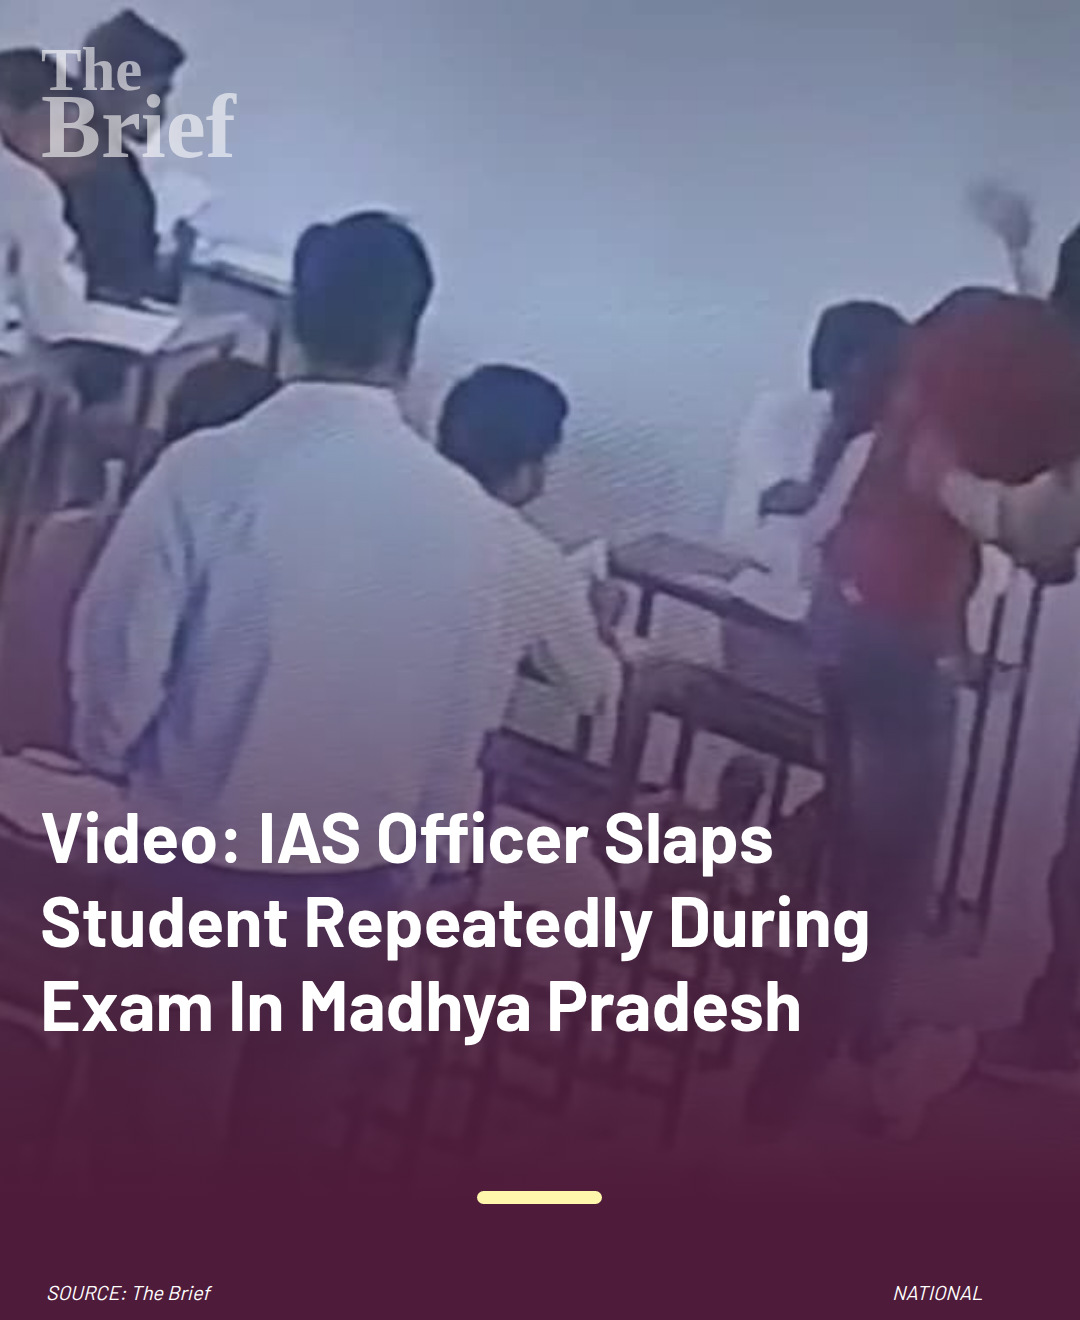 The
Brief
Video: IAS Officer Slaps
Student Repeatedly During
Exam In Madhya Pradesh
SOURCE: The Brief
NATIONAL